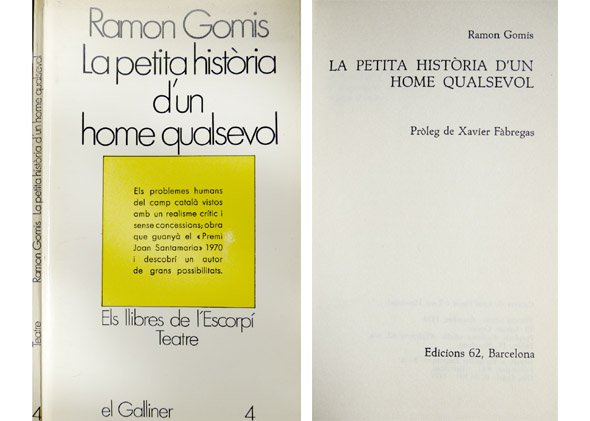 Ramon Gomis
La petita història
d'un
home qualsevol
Els problemes humans
del camp català vistos
amb un realisme crític i
sense concessions; obra
que guanyà el «Premi
Joan Santamaria» 1970
i descobrí un autor
de grans possibilitats.
Els llibres de l'Escorpí
Teatre
el Galliner 4
4 Teatre Ramon Gomis La petita història d'un home qualsevol
Ramon Gomis
LA PETITA HISTÒRIA D'UN
HOME QUALSEVOL
Pròleg de Xavier Fàbregas
Edicions 62, Barcelona